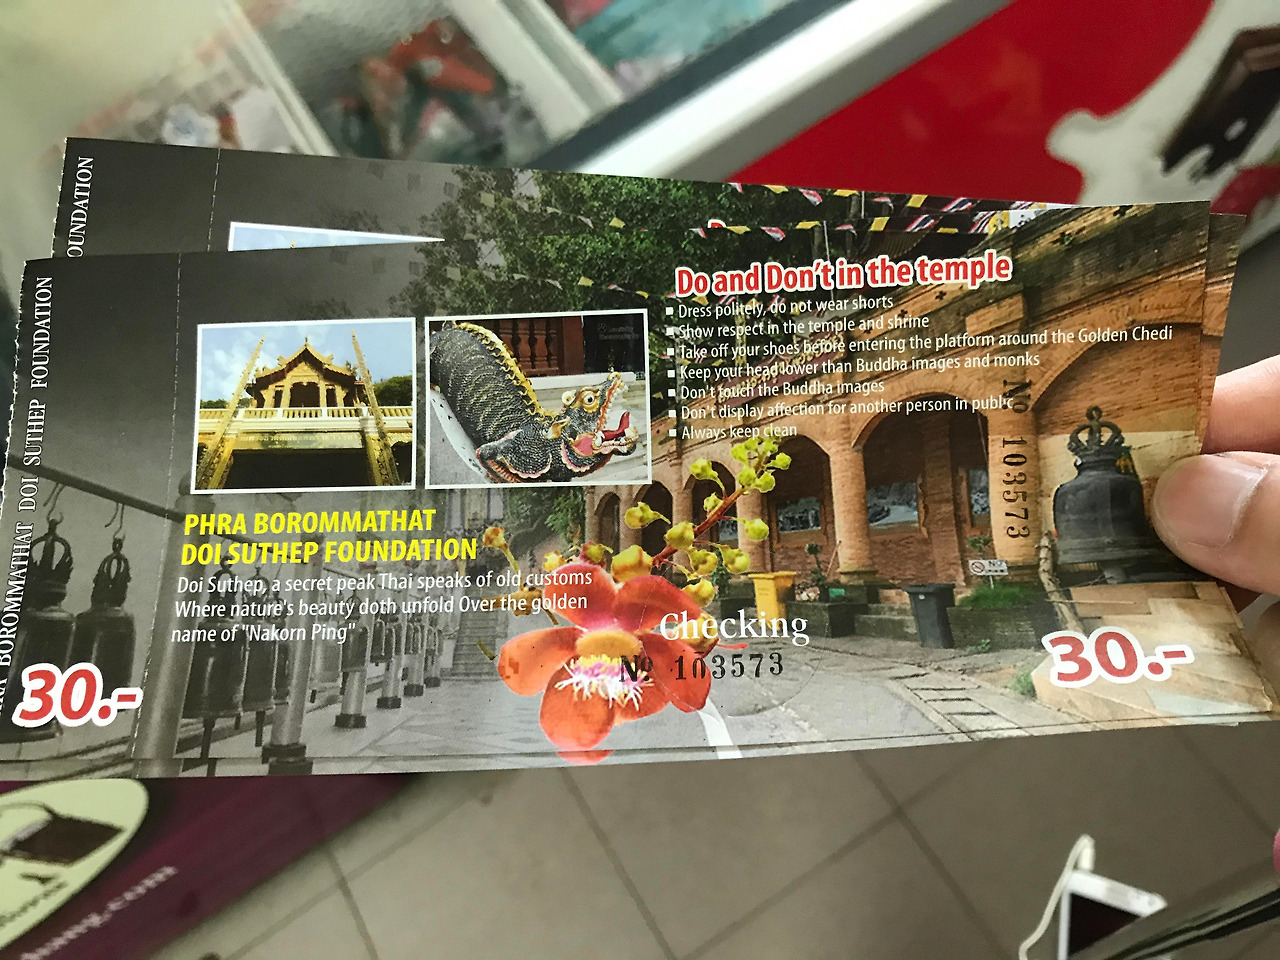 OUNDATION
BOROMMATHAT DOI SUTHEP FOUNDATION
30.-
PHRA BOROMMATHAT
DOI SUTHEP FOUNDATION
Doi Suthep, a secret peak Thai speaks of old customs
Where nature's beauty doth unfold Over the golden
name of "Nakorn Ping"
Do and Don't in the temple
Dress politely, do not wear shorts
Show respect in the temple and shrine
Take off your shoes before entering the platform around the Golden Chedi
Keep your head lower than Buddha images and monks
Don't touch the Buddha images
Don't display affection for another person in public
Always keep clean
No 103573
Checking
No 103573
30.-